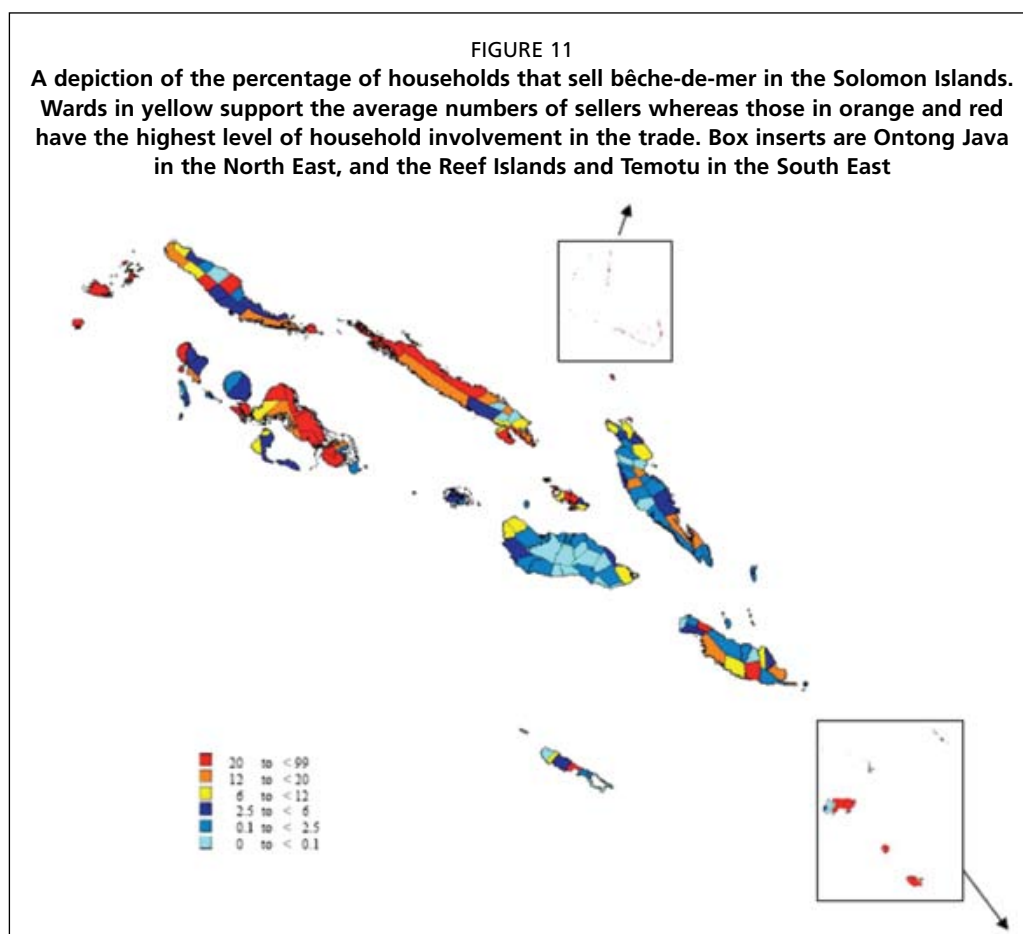 FIGURE 11
A depiction of the percentage of households that sell bêche-de-mer in the Solomon Islands.
Wards in yellow support the average numbers of sellers whereas those in orange and red
have the highest level of household involvement in the trade. Box inserts are Ontong Java
in the North East, and the Reef Islands and Temotu in the South East
20 to < 99
12 to < 20
6 to < 12
2.5 to < 6
0.1 to < 2.5
0 to < 0.1